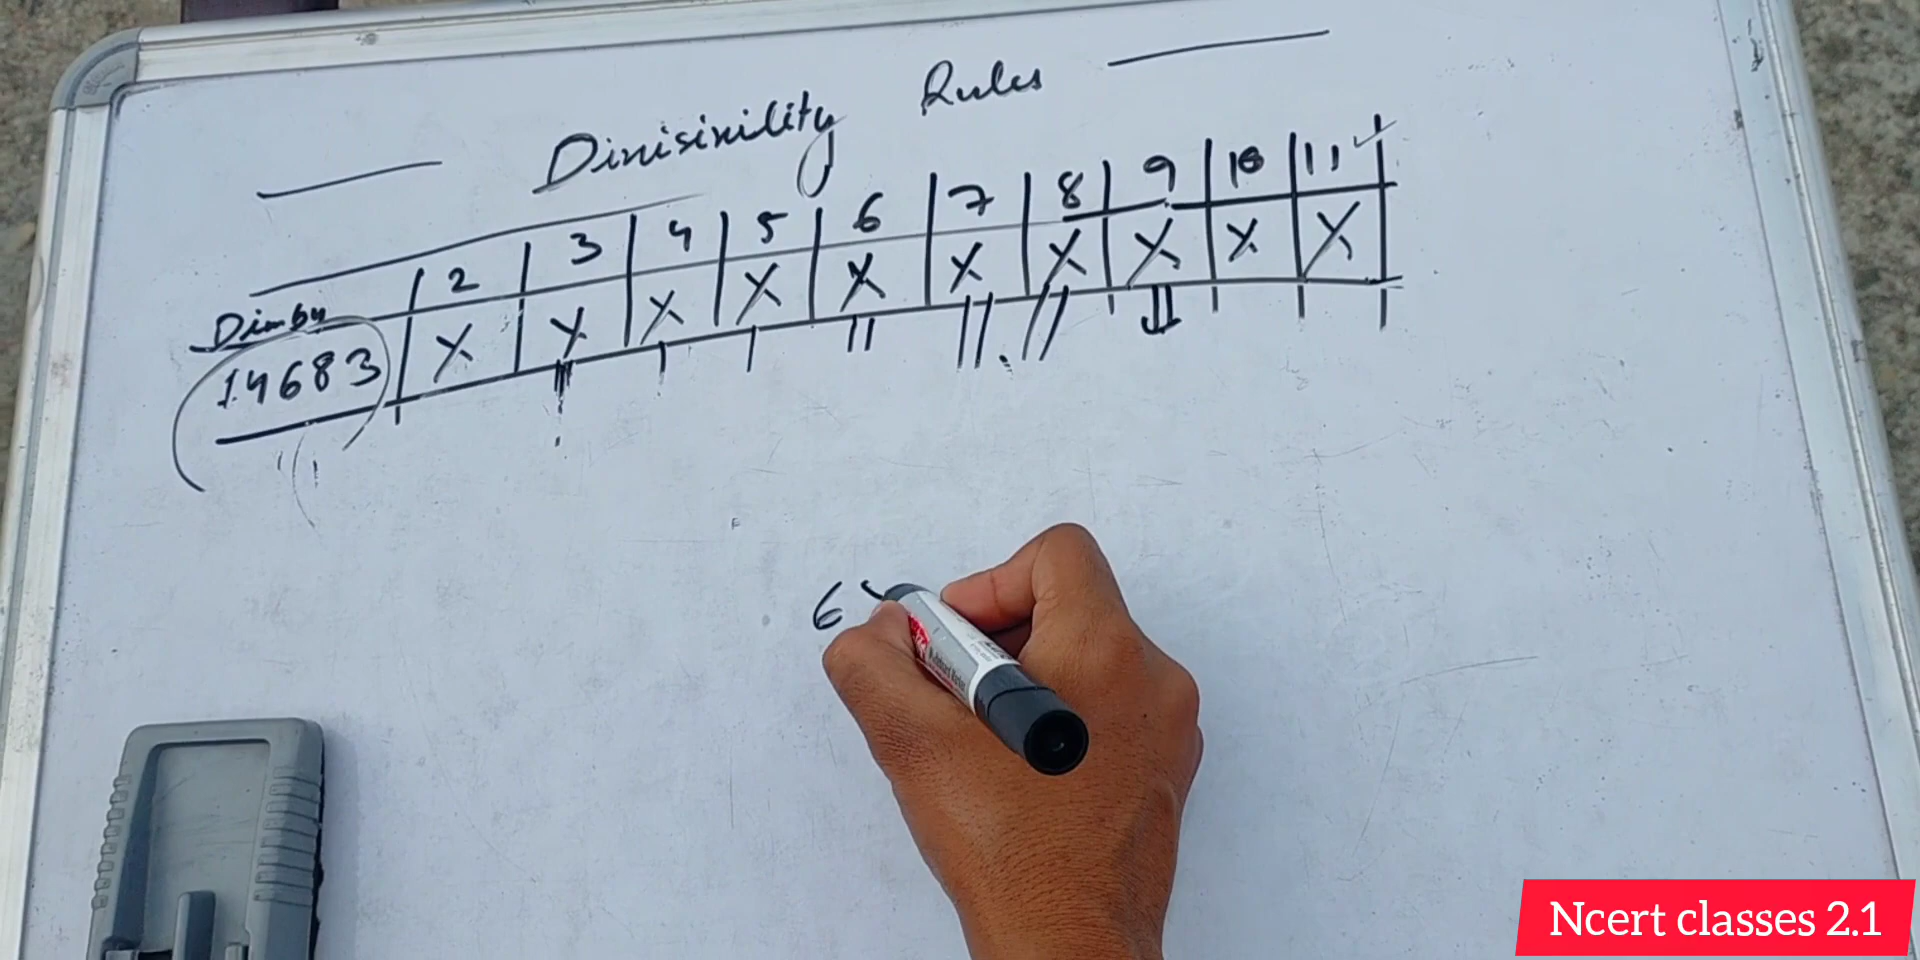 Divisibility Rules
Dim by 2 3 4 5 6 7 8 9 10 11
14683 X X X X X X X X X X
6
Ncert classes 2.1